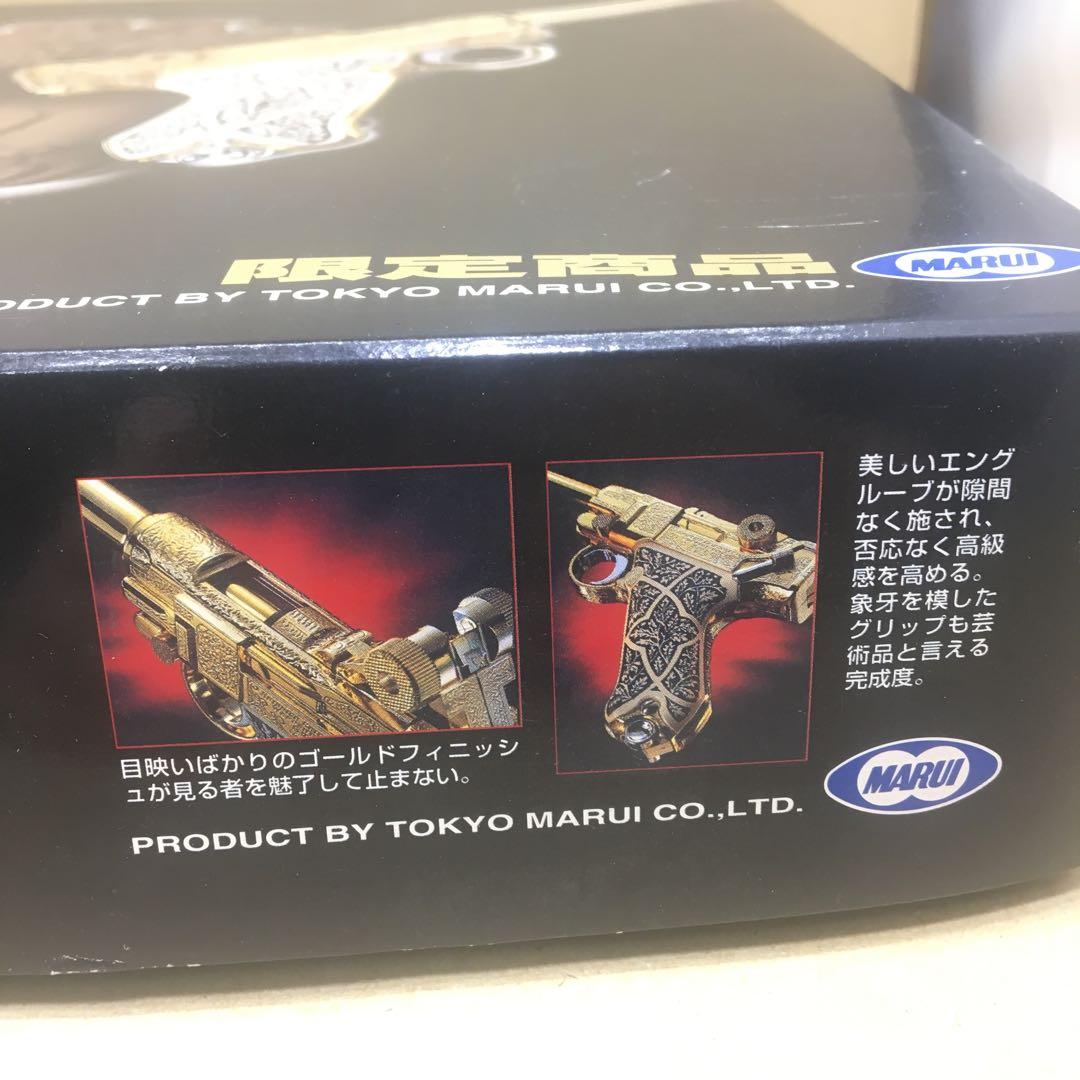 限定商品
ODUCT BY TOKYO MARUI CO.,LTD.
MARUI
美しいエング
ルーブが隙間
なく施され、
否応なく高級
感を高める。
象牙を模した
グリップも芸
術品と言える
完成度。
目映いばかりのゴールドフィニッシ
ュが見る者を魅了して止まない。
PRODUCT BY TOKYO MARUI CO.,LTD.
MARUI